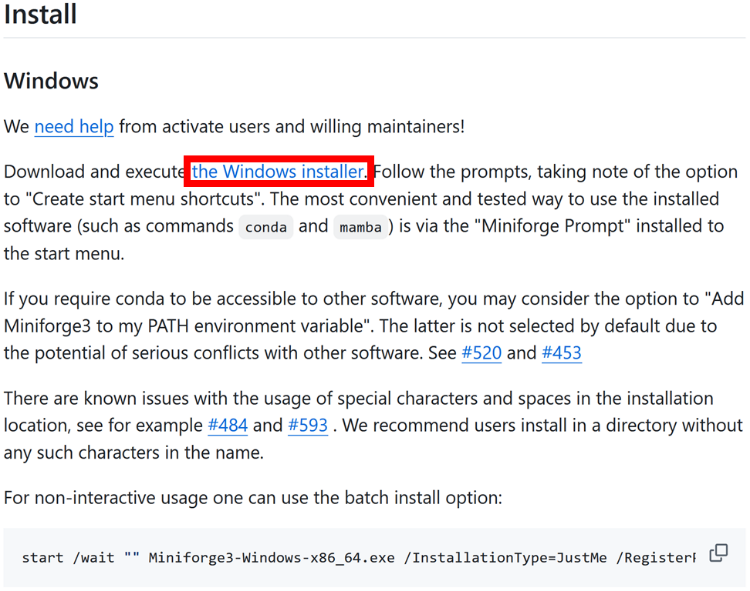 Install
Windows
We need help from activate users and willing maintainers!
Download and execute the Windows installer. Follow the prompts, taking note of the option
to "Create start menu shortcuts". The most convenient and tested way to use the installed
software (such as commands conda and mamba ) is via the "Miniforge Prompt" installed to
the start menu.
If you require conda to be accessible to other software, you may consider the option to "Add
Miniforge3 to my PATH environment variable". The latter is not selected by default due to
the potential of serious conflicts with other software. See #520 and #453
There are known issues with the usage of special characters and spaces in the installation
location, see for example #484 and #593 . We recommend users install in a directory without
any such characters in the name.
For non-interactive usage one can use the batch install option:
start /wait "" Miniforge3-Windows-x86_64.exe /InstallationType=JustMe /Register